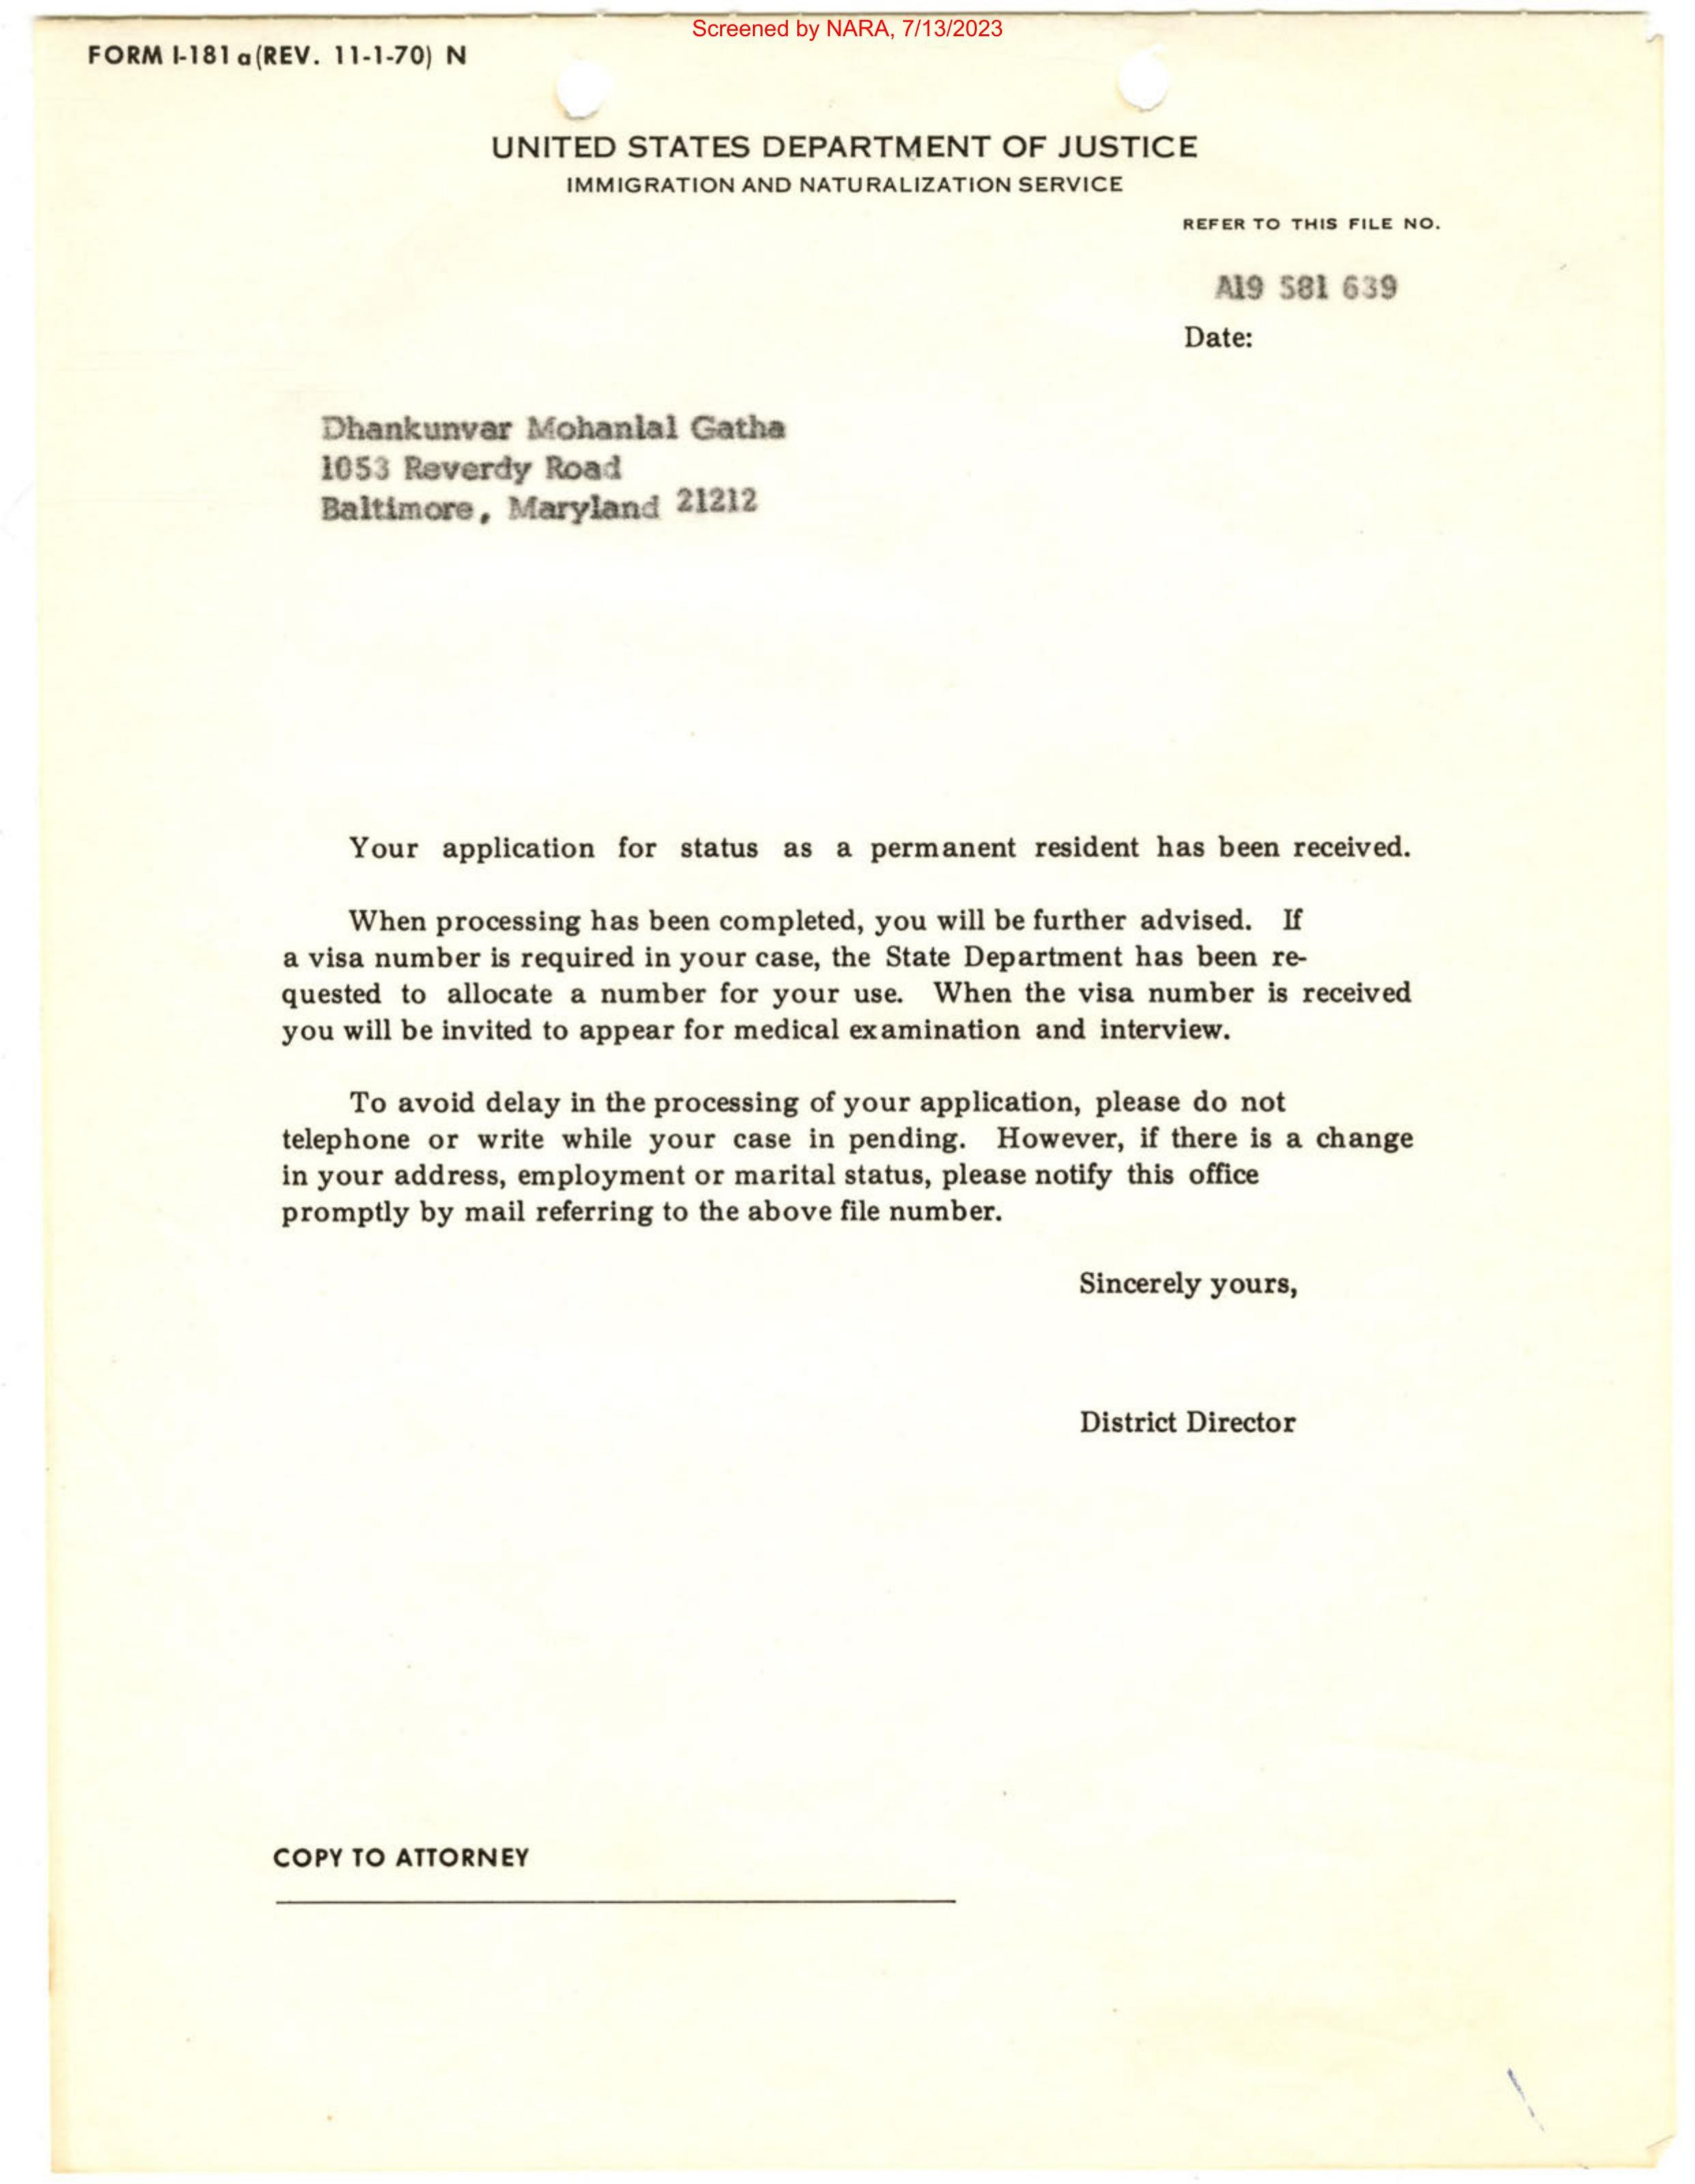 Screened by NARA, 7/13/2023
FORM I-181 a (REV. 11-1-70) N
UNITED STATES DEPARTMENT OF JUSTICE
IMMIGRATION AND NATURALIZATION SERVICE
REFER TO THIS FILE NO.
A19 581 639
Date:
Dhankunvar Mohanlal Gatha
1053 Reverdy Road
Baltimore, Maryland 21212
Your application for status as a permanent resident has been received.
When processing has been completed, you will be further advised. If
a visa number is required in your case, the State Department has been re-
quested to allocate a number for your use. When the visa number is received
you will be invited to appear for medical examination and interview.
To avoid delay in the processing of your application, please do not
telephone or write while your case in pending. However, if there is a change
in your address, employment or marital status, please notify this office
promptly by mail referring to the above file number.
Sincerely yours,
District Director
COPY TO ATTORNEY